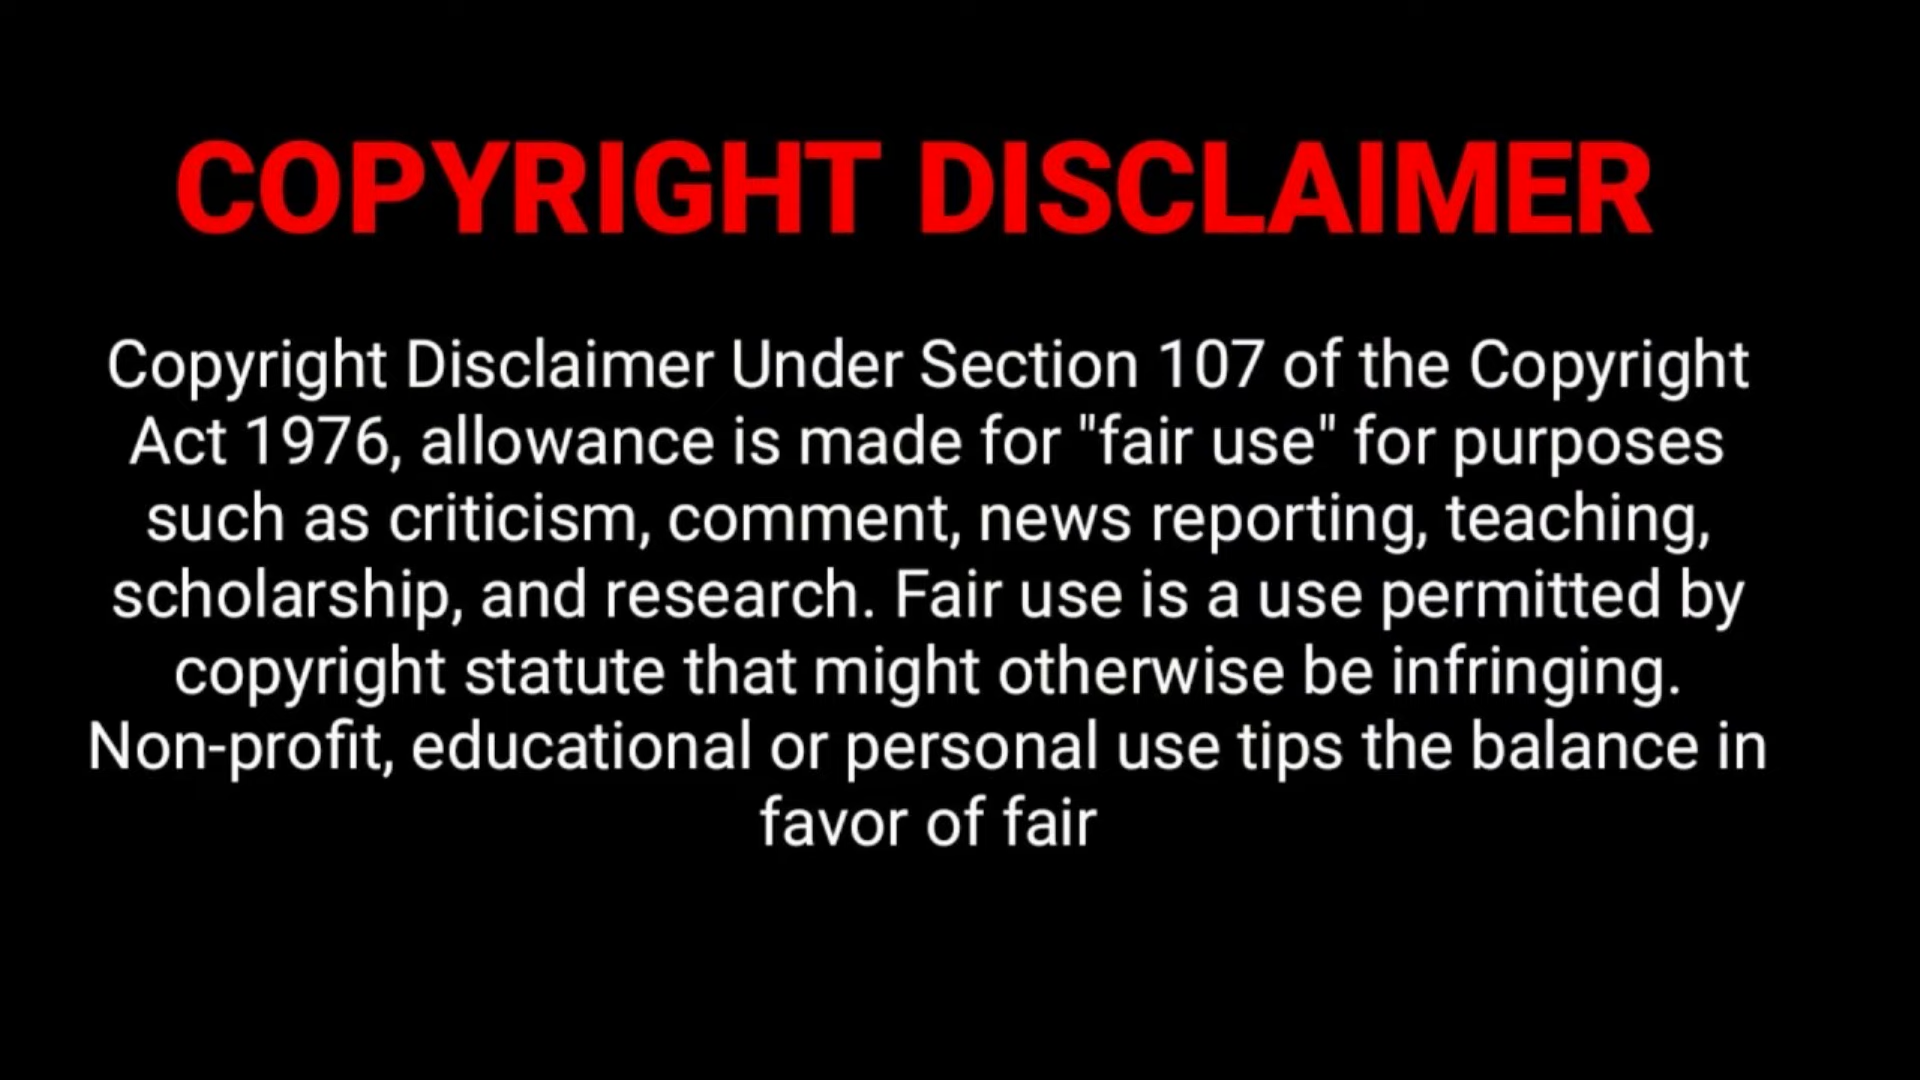 COPYRIGHT DISCLAIMER
Copyright Disclaimer Under Section 107 of the Copyright
Act 1976, allowance is made for "fair use" for purposes
such as criticism, comment, news reporting, teaching,
scholarship, and research. Fair use is a use permitted by
copyright statute that might otherwise be infringing.
Non-profit, educational or personal use tips the balance in
favor of fair